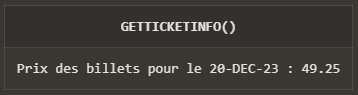 GETTICKETINFO()
Prix des billets pour le 20-DEC-23 : 49.25